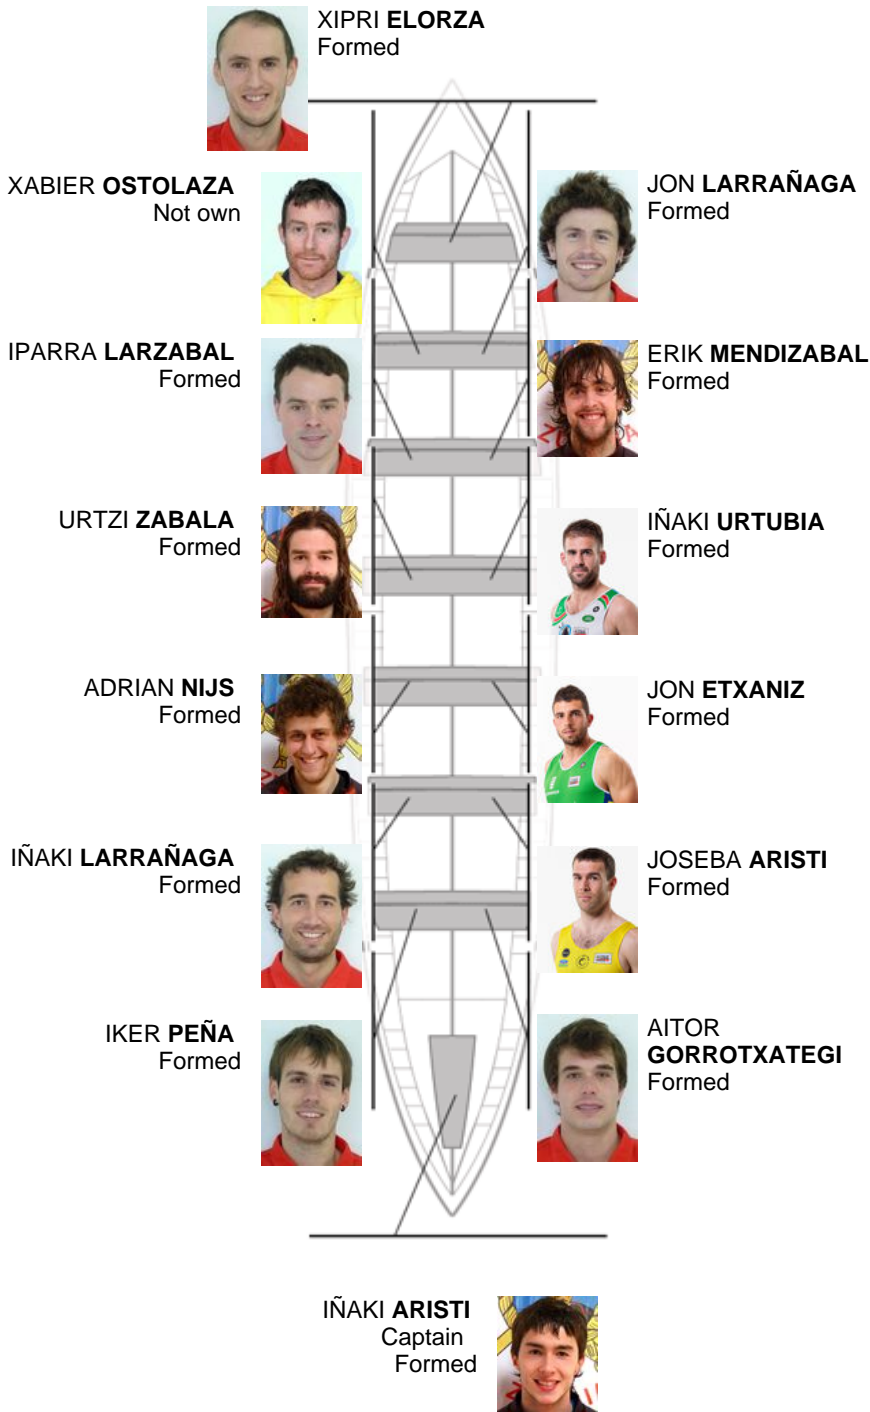 XIPRI ELORZA
Formed
XABIER OSTOLAZA
Not own
JON LARRAÑAGA
Formed
IPARRA LARZABAL
Formed
ERIK MENDIZABAL
Formed
URTZI ZABALA
Formed
IÑAKI URTUBIA
Formed
ADRIAN NIJS
Formed
JON ETXANIZ
Formed
IÑAKI LARRAÑAGA
Formed
JOSEBA ARISTI
Formed
IKER PEÑA
Formed
AITOR
GORROTXATEGI
Formed
IÑAKI ARISTI
Captain
Formed